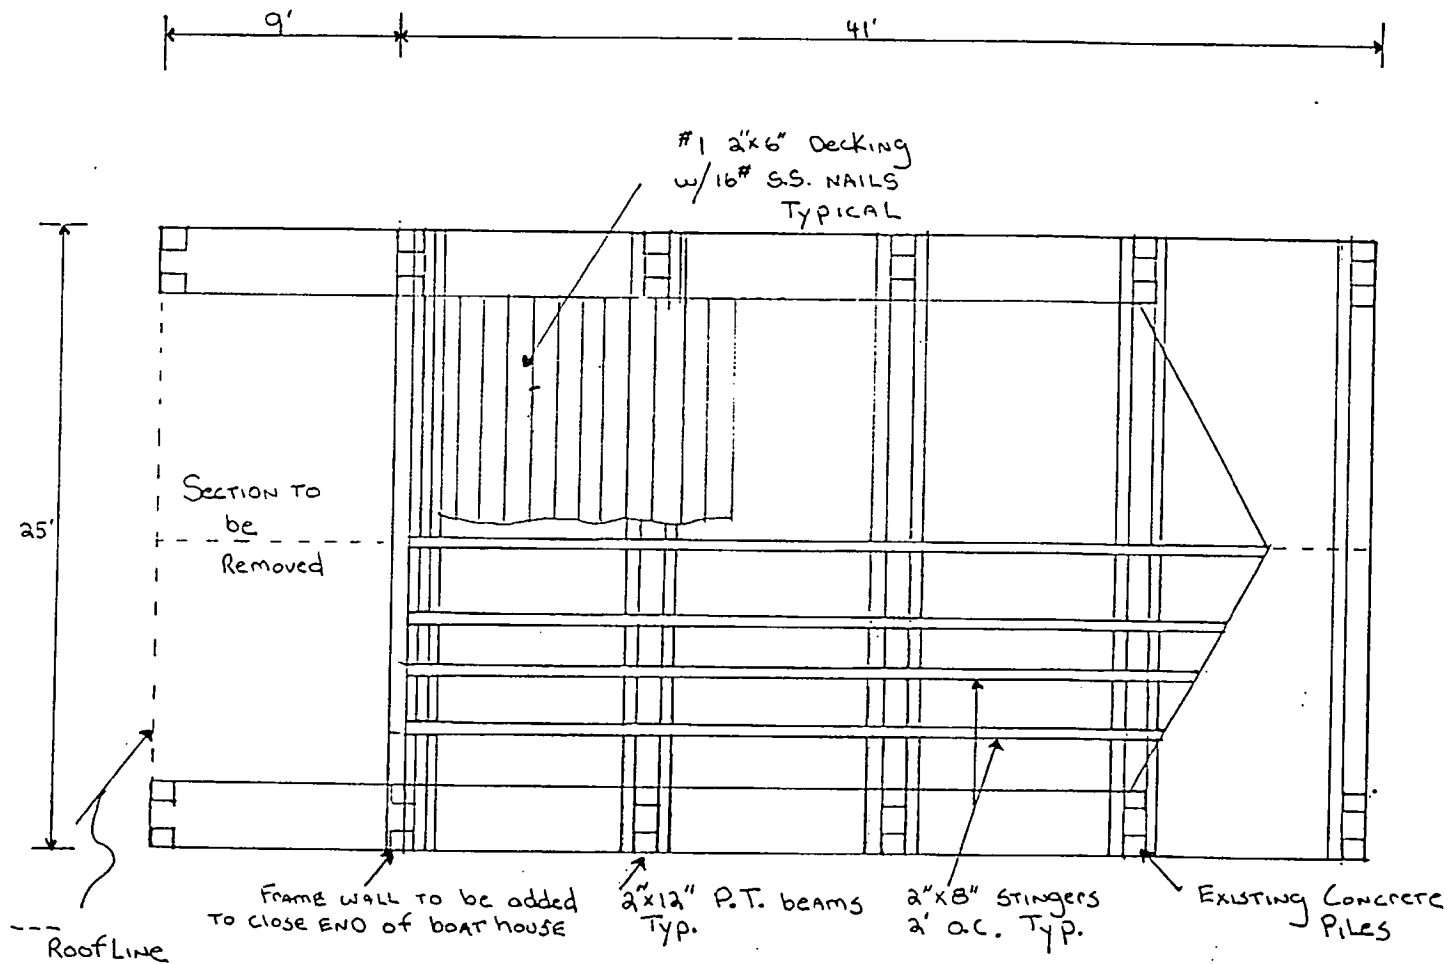 9'
41'
#1 2"x6" Decking
w/16# S.S. NAILS
TYPICAL
SECTION TO
be
Removed
25'
FRAME WALL TO be added
TO CLOSE END of boAT house
2"x12" P.T. beams
Typ.
2"x8" STINGERS
2' O.C. Typ.
EXISTING CONCRETE
PILES
RoofLine